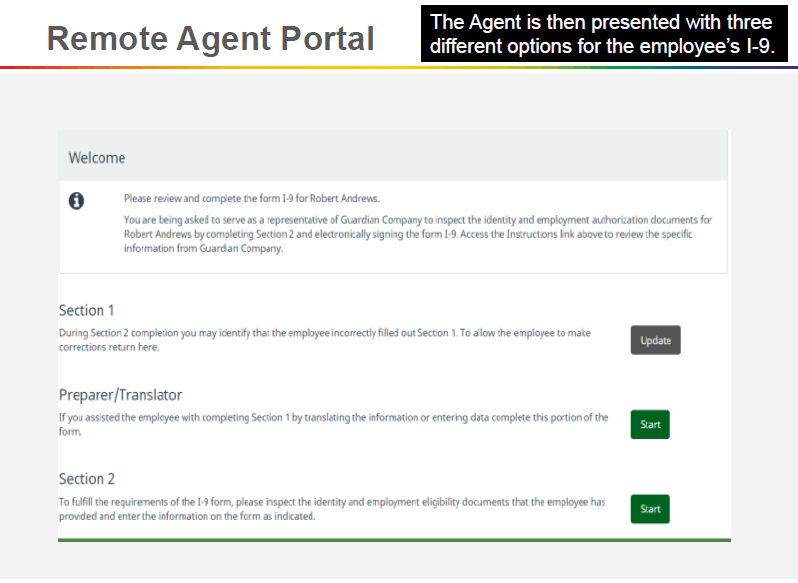 Remote Agent Portal
The Agent is then presented with three
different options for the employee's I-9.
Welcome
Please review and complete the form I-9 for Robert Andrews.
You are being asked to serve as a representative of Guardian Company to inspect the identity and employment authorization documents for
Robert Andrews by completing Section 2 and electronically signing the form I-9. Access the Instructions link above to review the specific
information from Guardian Company.
Section 1
During Section 2 completion you may identify that the employee incorrectly filled out Section 1. To allow the employee to make
corrections return here.
Update
Preparer/Translator
If you assisted the employee with completing Section 1 by translating the information or entering data complete this portion of the
form.
Start
Section 2
To fulfill the requirements of the I-9 form, please inspect the identity and employment eligibility documents that the employee has
provided and enter the information on the form as indicated.
Start